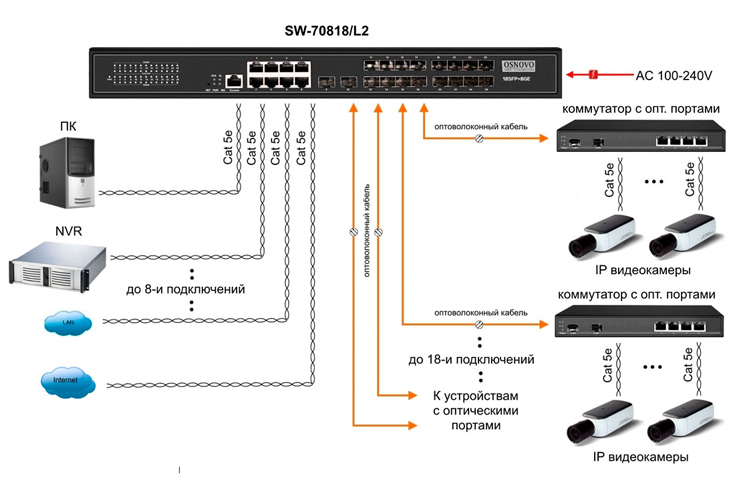 SW-70818/L2
OSNOVO
18SFP+8GE
AC 100-240V
ПК
Cat 5e
Cat 5e
Cat 5e
Cat 5e
NVR
до 8-и подключений
LAN
Internet
оптоволоконный кабель
оптоволоконный кабель
коммутатор с опт. портами
Cat 5e
Cat 5e
IP видеокамеры
коммутатор с опт. портами
оптоволоконный кабель
до 18-и подключений
К устройствам
с оптическими
портами
Cat 5e
Cat 5e
IP видеокамеры